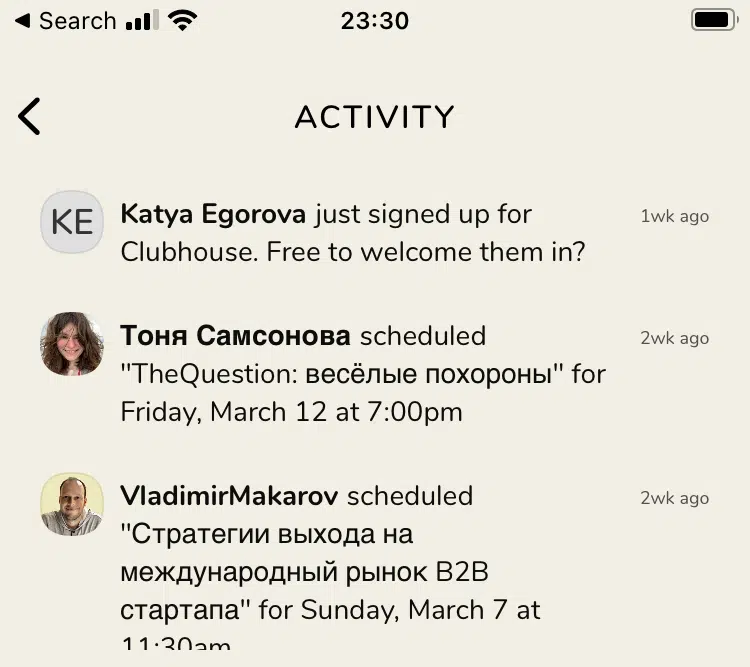 Search 23:30
ACTIVITY
KE
Katya Egorova just signed up for 1wk ago
Clubhouse. Free to welcome them in?
Тоня Самсонова scheduled 2wk ago
"TheQuestion: весёлые похороны" for
Friday, March 12 at 7:00pm
VladimirMakarov scheduled 2wk ago
"Стратегии выхода на
международный рынок B2B
стартапа" for Sunday, March 7 at
11:30am